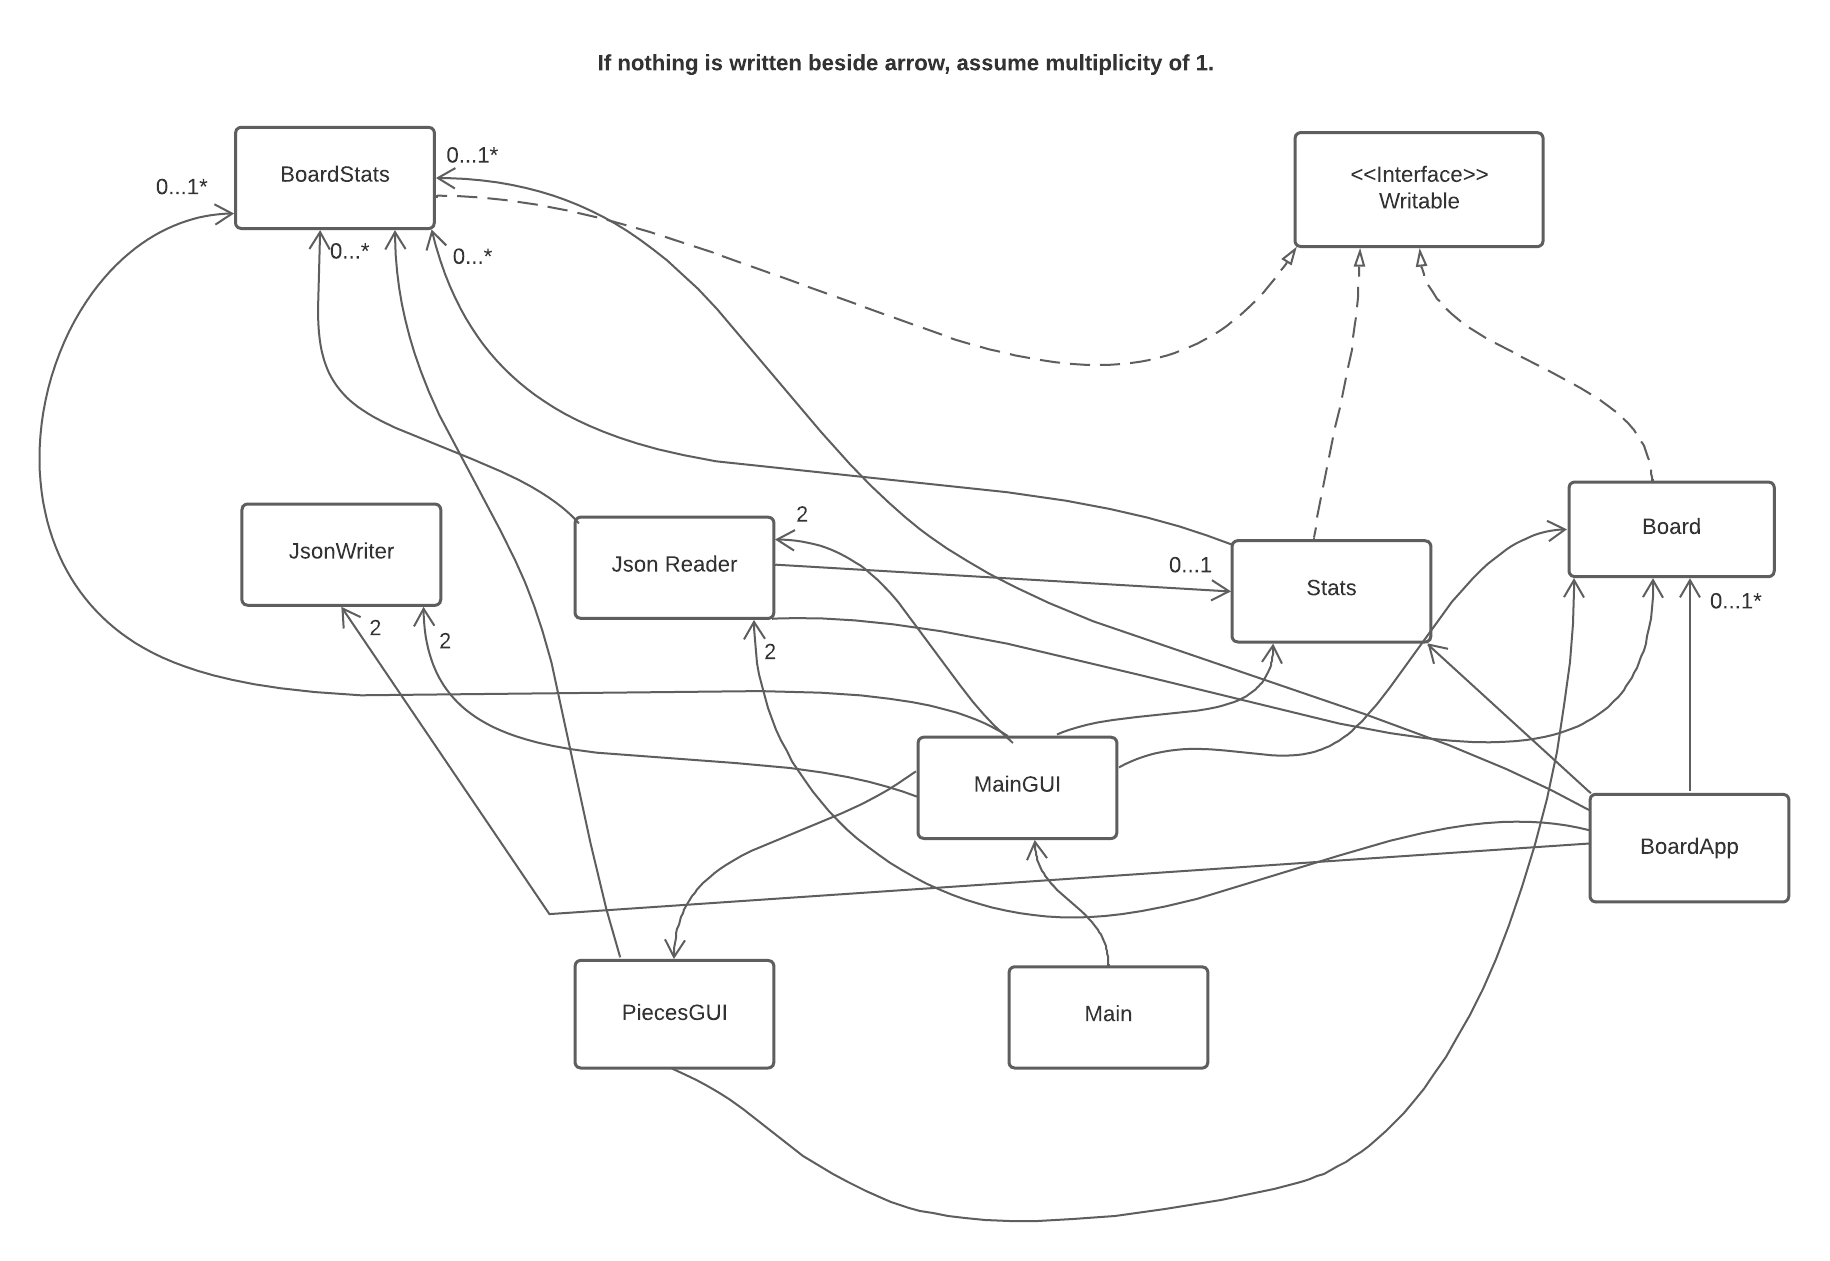 If nothing is written beside arrow, assume multiplicity of 1.
BoardStats
0...1*
0...1*
0...*
0...*
<<Interface>>
Writable
JsonWriter
2
2
Json Reader
2
2
0...1
Stats
Board
0...1*
MainGUI
BoardApp
PiecesGUI
Main